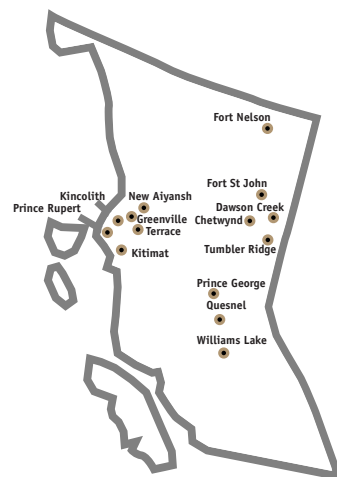 Fort Nelson
Fort St John
Kincolith
New Aiyansh
Prince Rupert
Dawson Creek
Greenville
Chetwynd
Terrace
Kitimat
Tumbler Ridge
Prince George
Quesnel
Williams Lake